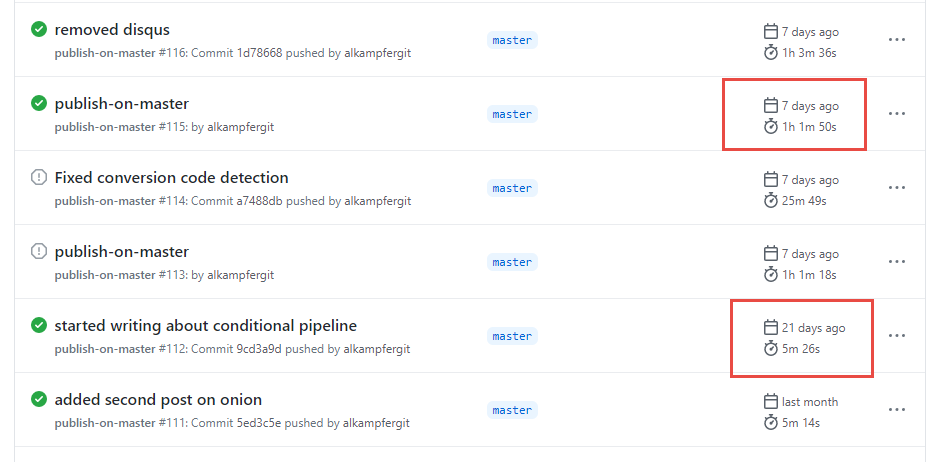 removed disqus
publish-on-master #116: Commit 1d78668 pushed by alkampfergit
master
7 days ago
1h 3m 36s
publish-on-master
publish-on-master #115: by alkampfergit
master
7 days ago
1h 1m 50s
Fixed conversion code detection
publish-on-master #114: Commit a7488db pushed by alkampfergit
master
7 days ago
25m 49s
publish-on-master
publish-on-master #113: by alkampfergit
master
7 days ago
1h 1m 18s
started writing about conditional pipeline
publish-on-master #112: Commit 9cd3a9d pushed by alkampfergit
master
21 days ago
5m 26s
added second post on onion
publish-on-master #111: Commit 5ed3c5e pushed by alkampfergit
master
last month
5m 14s